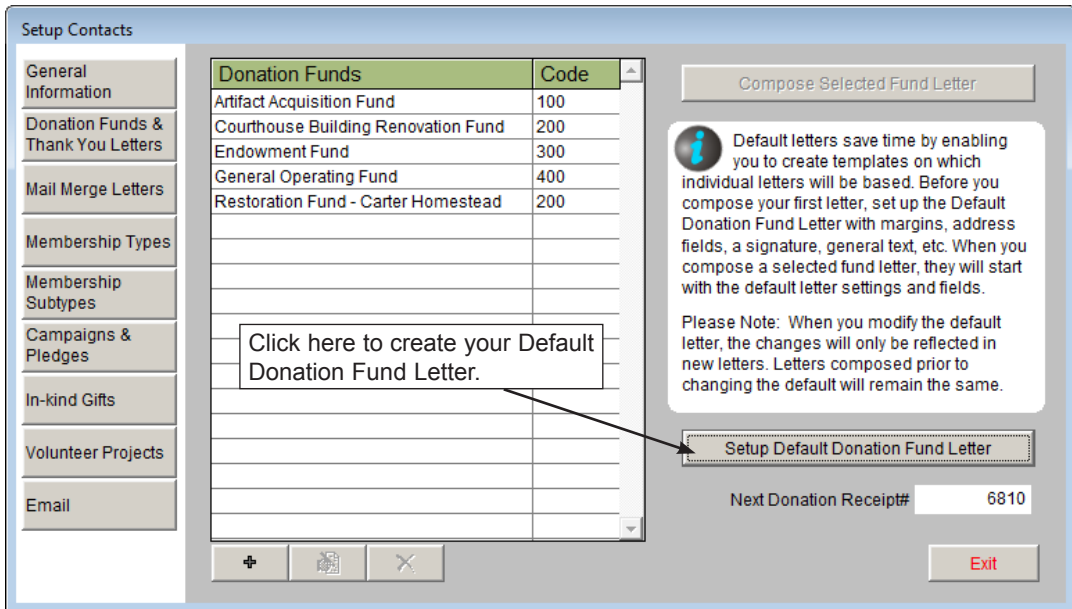 Setup Contacts
General
Information
Donation Funds &
Thank You Letters
Mail Merge Letters
Membership Types
Membership
Subtypes
Campaigns &
Pledges
In-kind Gifts
Volunteer Projects
Email
Donation Funds Code
Artifact Acquisition Fund 100
Courthouse Building Renovation Fund 200
Endowment Fund 300
General Operating Fund 400
Restoration Fund - Carter Homestead 200
Click here to create your Default
Donation Fund Letter.
Compose Selected Fund Letter
Default letters save time by enabling
you to create templates on which
individual letters will be based. Before you
compose your first letter, set up the Default
Donation Fund Letter with margins, address
fields, a signature, general text, etc. When you
compose a selected fund letter, they will start
with the default letter settings and fields.
Please Note: When you modify the default
letter, the changes will only be reflected in
new letters. Letters composed prior to
changing the default will remain the same.
Setup Default Donation Fund Letter
Next Donation Receipt# 6810
Exit